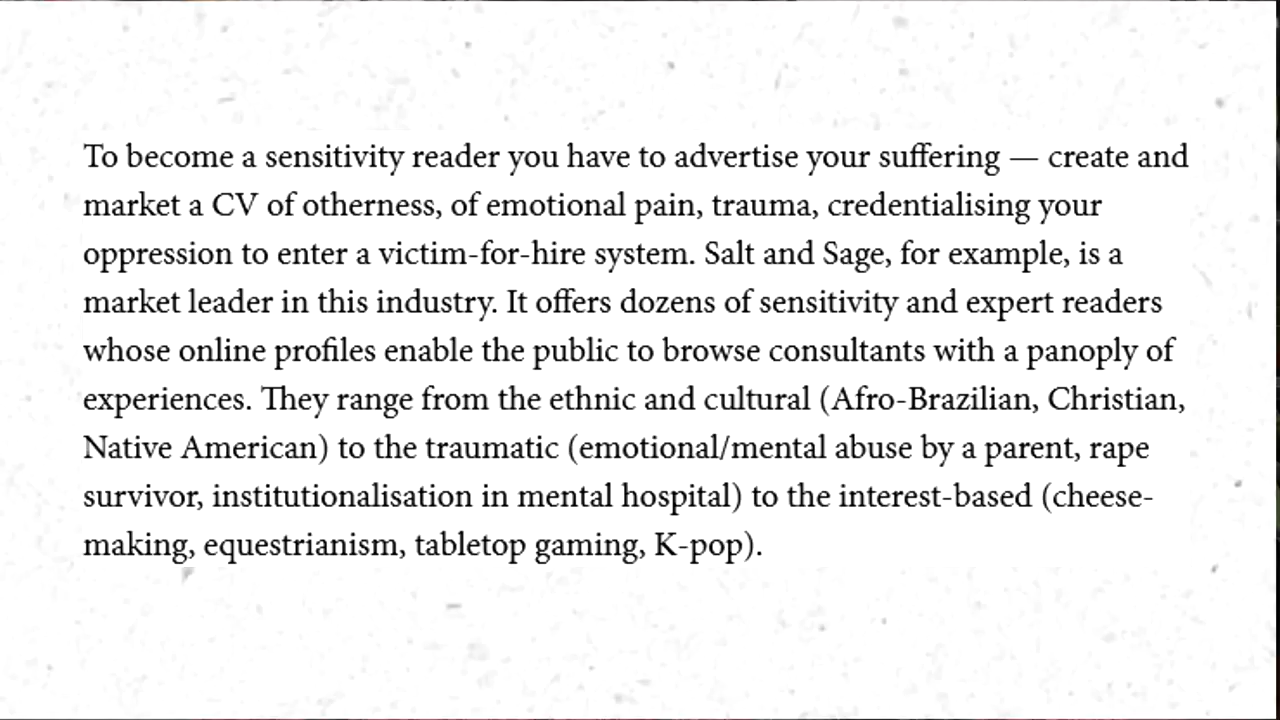 To become a sensitivity reader you have to advertise your suffering — create and
market a CV of otherness, of emotional pain, trauma, credentialising your
oppression to enter a victim-for-hire system. Salt and Sage, for example, is a
market leader in this industry. It offers dozens of sensitivity and expert readers
whose online profiles enable the public to browse consultants with a panoply of
experiences. They range from the ethnic and cultural (Afro-Brazilian, Christian,
Native American) to the traumatic (emotional/mental abuse by a parent, rape
survivor, institutionalisation in mental hospital) to the interest-based (cheese-
making, equestrianism, tabletop gaming, K-pop).